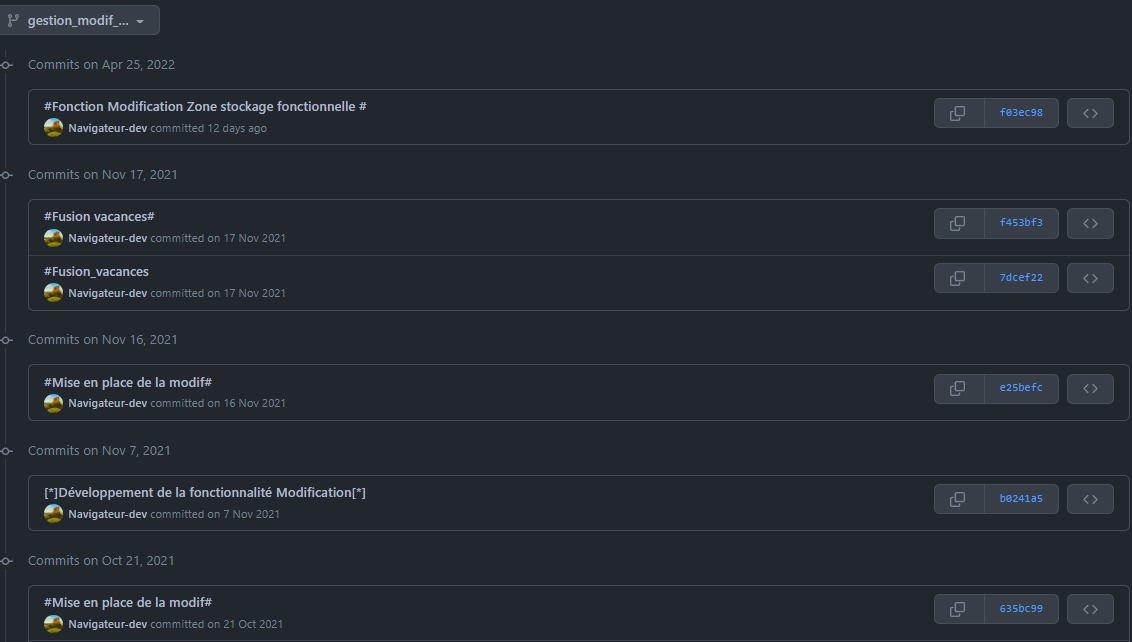 gestion_modif_...
Commits on Apr 25, 2022
#Fonction Modification Zone stockage fonctionnelle #
f03ec98
Navigateur-dev committed 12 days ago
Commits on Nov 17, 2021
#Fusion vacances#
f453bf3
Navigateur-dev committed on 17 Nov 2021
#Fusion_vacances
7dcef22
Navigateur-dev committed on 17 Nov 2021
Commits on Nov 16, 2021
#Mise en place de la modif#
e25befc
Navigateur-dev committed on 16 Nov 2021
Commits on Nov 7, 2021
[*]Développement de la fonctionnalité Modification[*]
b0241a5
Navigateur-dev committed on 7 Nov 2021
Commits on Oct 21, 2021
#Mise en place de la modif#
635bc99
Navigateur-dev committed on 21 Oct 2021